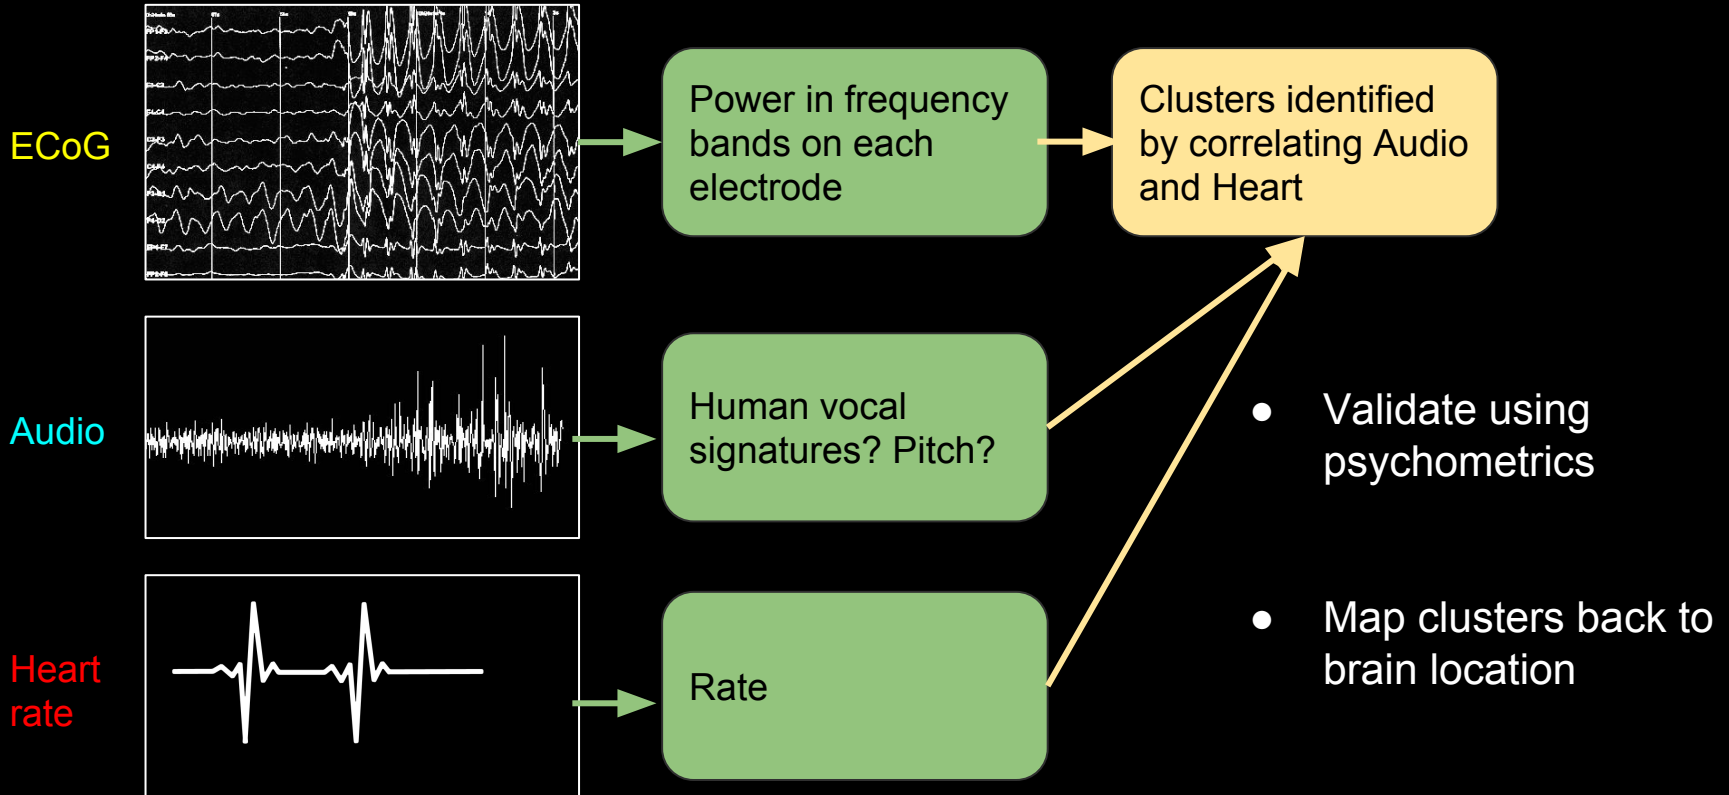 ECoG
Power in frequency
bands on each
electrode
Clusters identified
by correlating Audio
and Heart
Audio
Human vocal
signatures? Pitch?
● Validate using
psychometrics
Heart
rate
Rate
● Map clusters back to
brain location